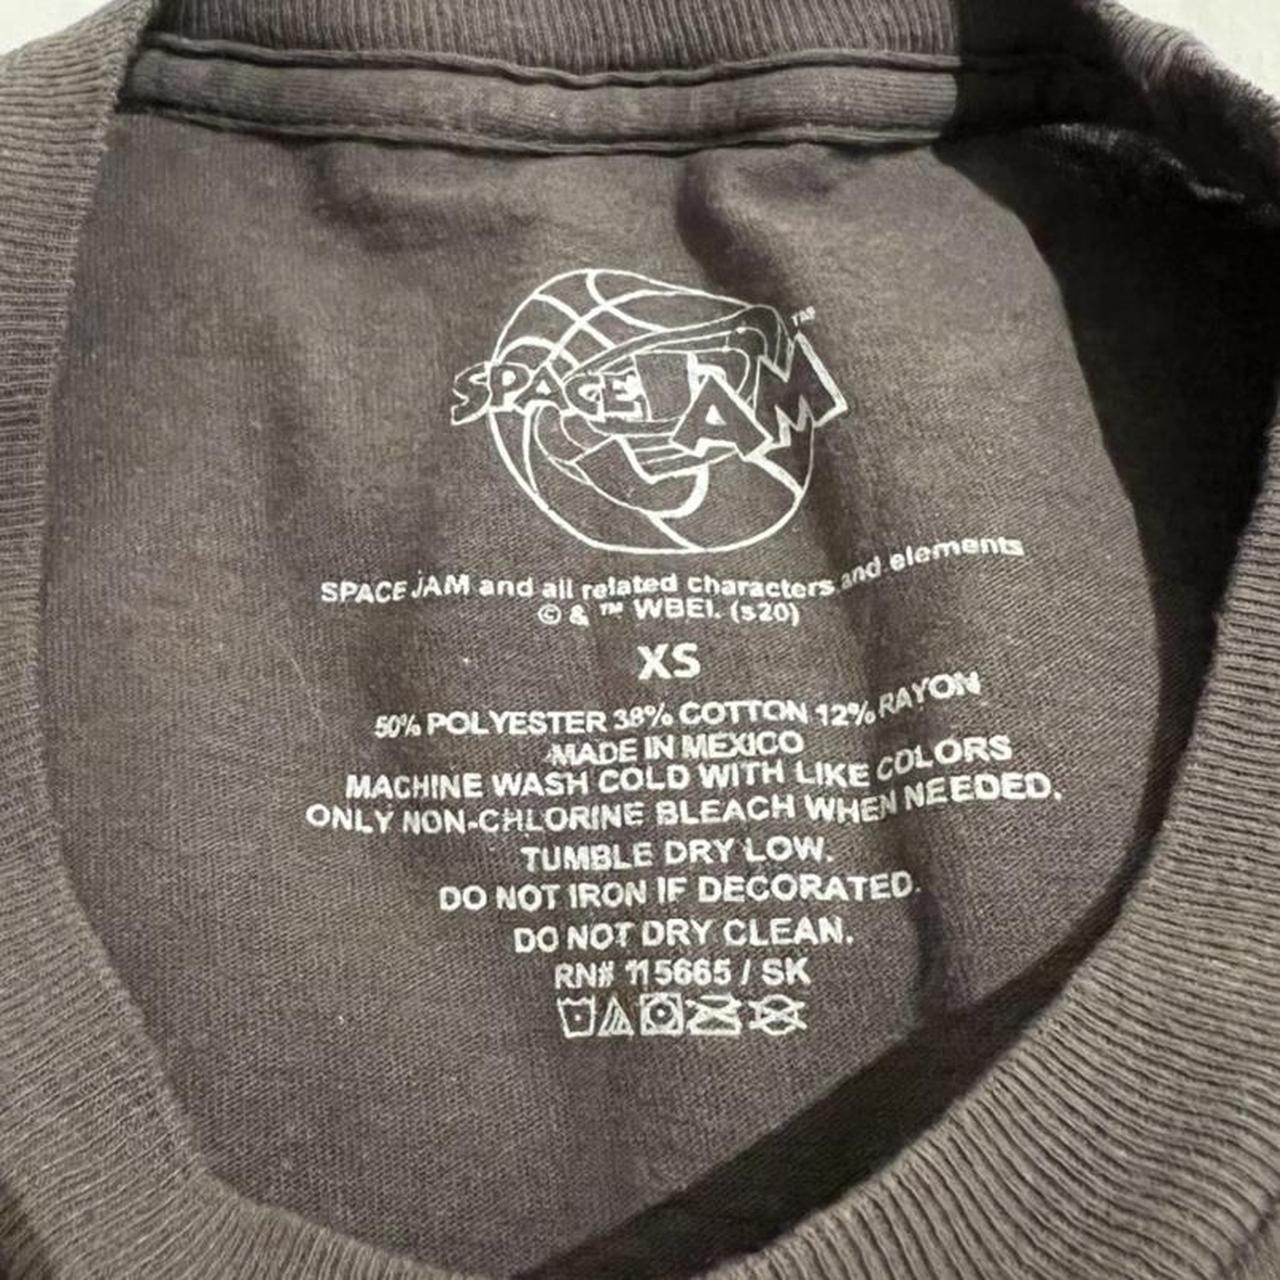 SPACE JAM™
SPACE JAM and all related characters and elements
© & ™ WBEI. (s20)
XS
50% POLYESTER 38% COTTON 12% RAYON
MADE IN MEXICO
MACHINE WASH COLD WITH LIKE COLORS
ONLY NON-CHLORINE BLEACH WHEN NEEDED.
TUMBLE DRY LOW.
DO NOT IRON IF DECORATED.
DO NOT DRY CLEAN.
RN# 115665 / SK